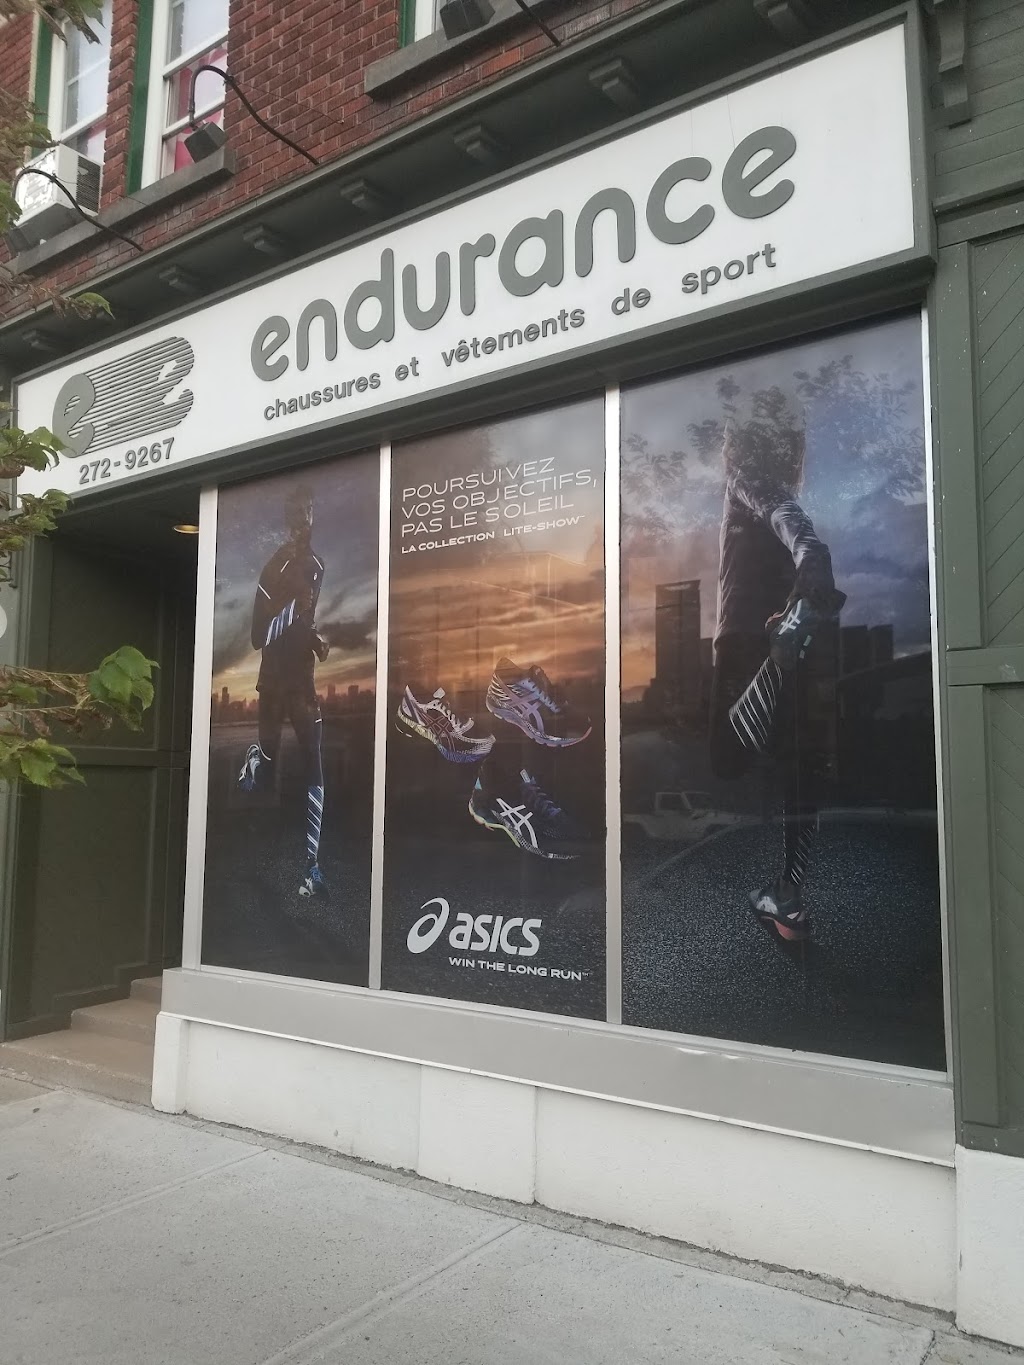 endurance
chaussures et vêtements de sport
272-9267
POURSUIVEZ
VOS OBJECTIFS,
PAS LE SOLEIL
LA COLLECTION LITE-SHOW™
asics
WIN THE LONG RUN™